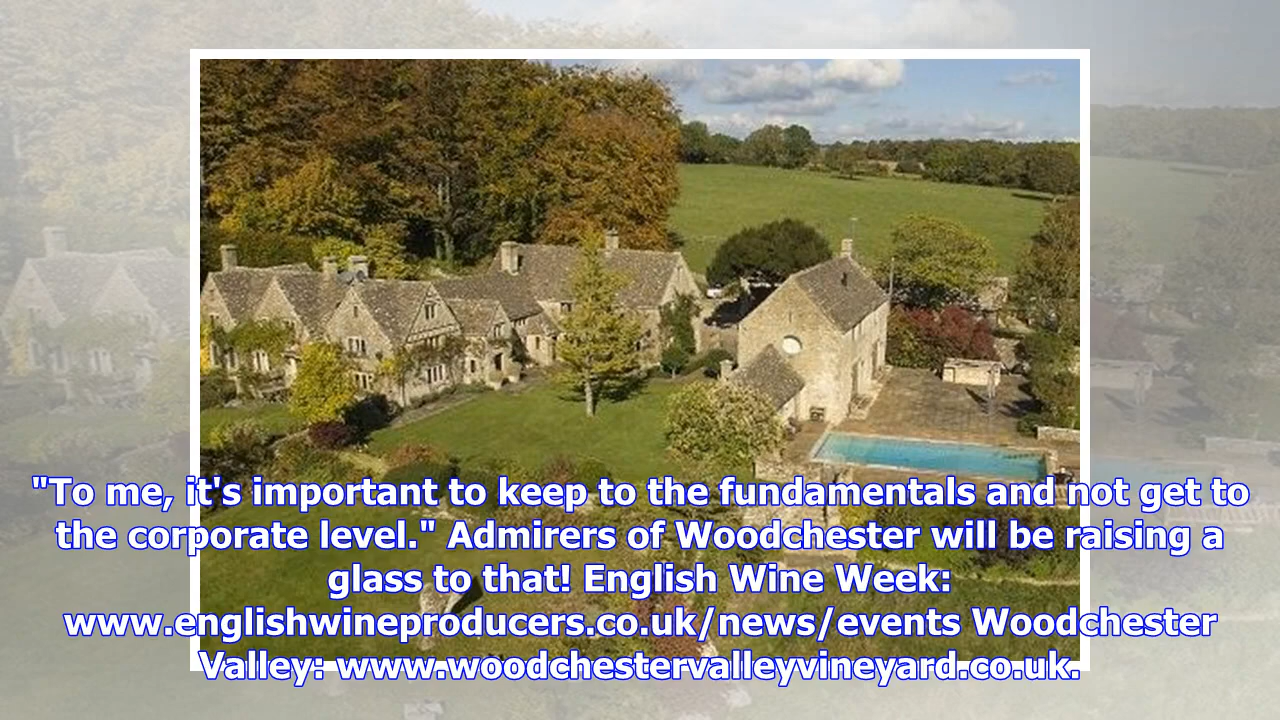 "To me, it's important to keep to the fundamentals and not get to
the corporate level." Admirers of Woodchester will be raising a
glass to that! English Wine Week:
www.englishwineproducers.co.uk/news/events Woodchester
Valley: www.woodchestervalleyvineyard.co.uk.